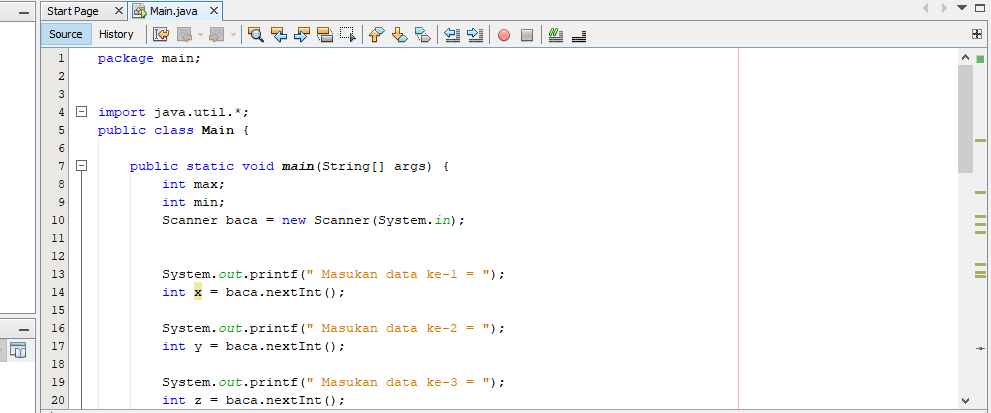 Start Page
Main.java
Source History
1 package main;
2
3
4 import java.util.*;
5 public class Main {
6
7 public static void main(String[] args) {
8 int max;
9 int min;
10 Scanner baca = new Scanner(System.in);
11
12
13 System.out.printf(" Masukan data ke-1 = ");
14 int x = baca.nextInt();
15
16 System.out.printf(" Masukan data ke-2 = ");
17 int y = baca.nextInt();
18
19 System.out.printf(" Masukan data ke-3 = ");
20 int z = baca.nextInt();